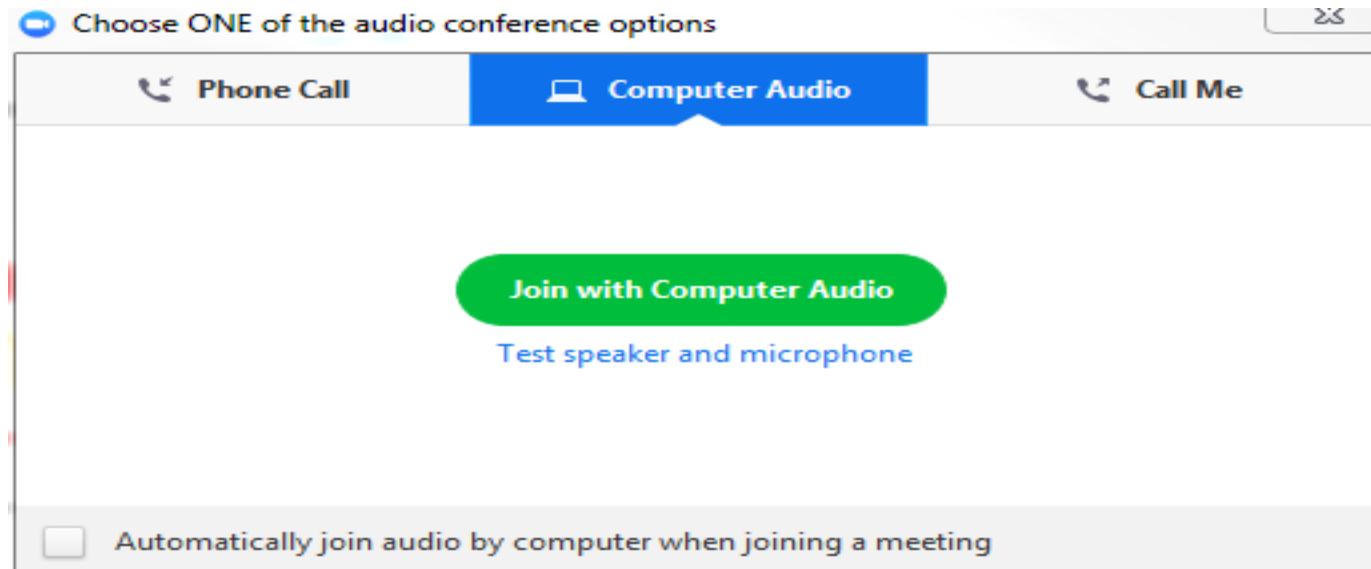 Choose ONE of the audio conference options
Phone Call Computer Audio Call Me
Join with Computer Audio
Test speaker and microphone
Automatically join audio by computer when joining a meeting